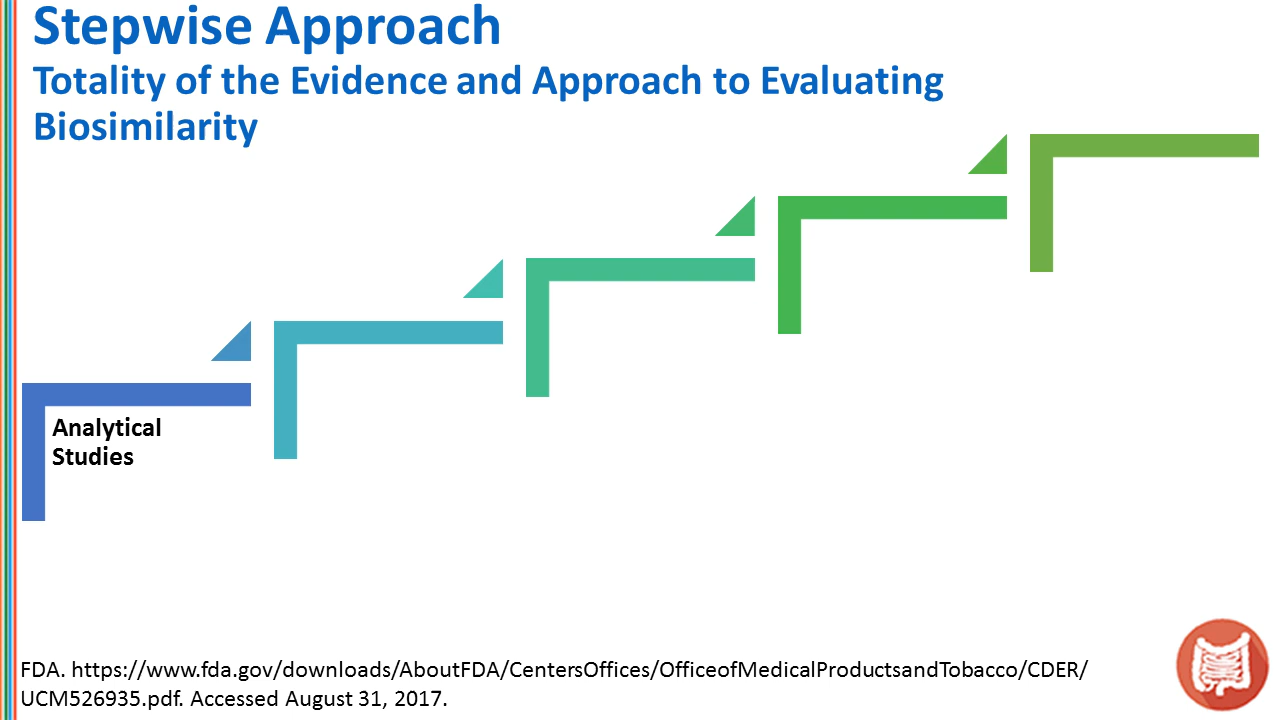 Stepwise Approach
Totality of the Evidence and Approach to Evaluating
Biosimilarity
Analytical
Studies
FDA. https://www.fda.gov/downloads/AboutFDA/CentersOffices/OfficeofMedicalProductsandTobacco/CDER/
UCM526935.pdf. Accessed August 31, 2017.